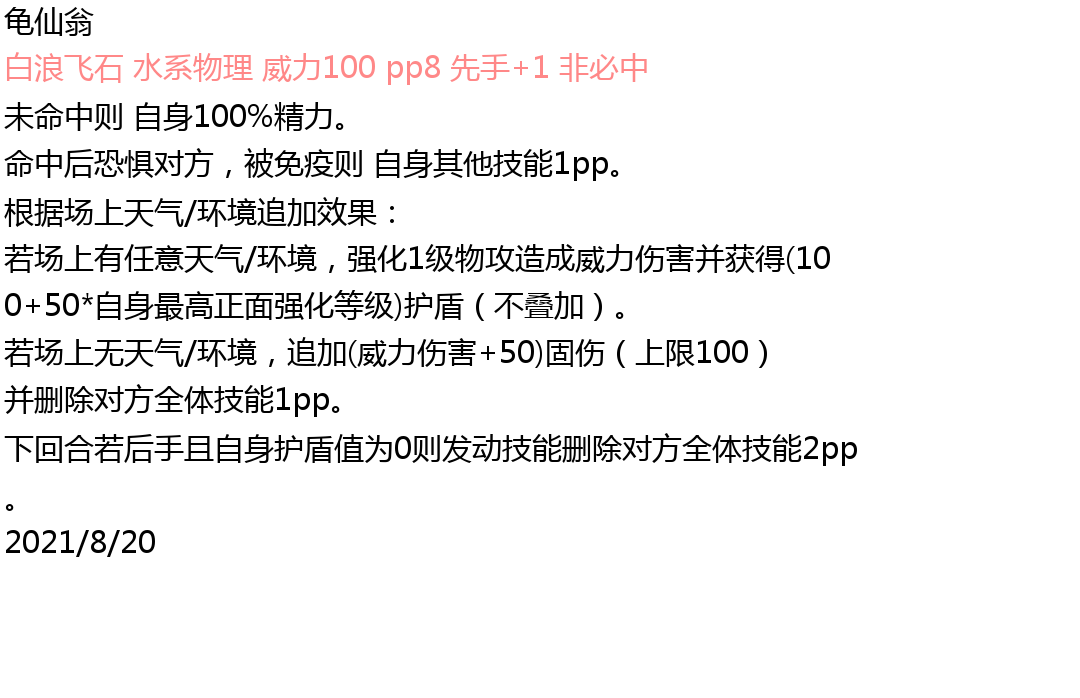 龟仙翁
白浪飞石 水系物理 威力100 pp8 先手+1 非必中
未命中则 自身100%精力。
命中后恐惧对方，被免疫则 自身其他技能1pp。
根据场上天气/环境追加效果：
若场上有任意天气/环境，强化1级物攻造成威力伤害并获得(10
0+50*自身最高正面强化等级)护盾（不叠加）。
若场上无天气/环境，追加(威力伤害+50)固伤（上限100）
并删除对方全体技能1pp。
下回合若后手且自身护盾值为0则发动技能删除对方全体技能2pp
。
2021/8/20